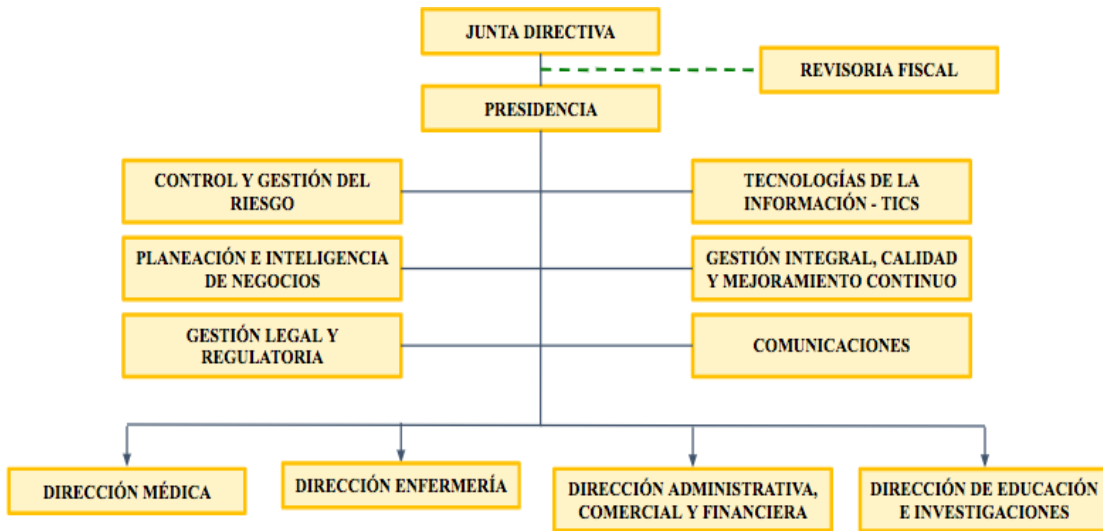 JUNTA DIRECTIVA
REVISORIA FISCAL
PRESIDENCIA
CONTROL Y GESTIÓN DEL
RIESGO
TECNOLOGÍAS DE LA
INFORMACIÓN - TICS
PLANEACIÓN E INTELIGENCIA
DE NEGOCIOS
GESTIÓN INTEGRAL, CALIDAD
Y MEJORAMIENTO CONTINUO
GESTIÓN LEGAL Y
REGULATORIA
COMUNICACIONES
DIRECCIÓN MÉDICA
DIRECCIÓN ENFERMERÍA
DIRECCIÓN ADMINISTRATIVA,
COMERCIAL Y FINANCIERA
DIRECCIÓN DE EDUCACIÓN
E INVESTIGACIONES